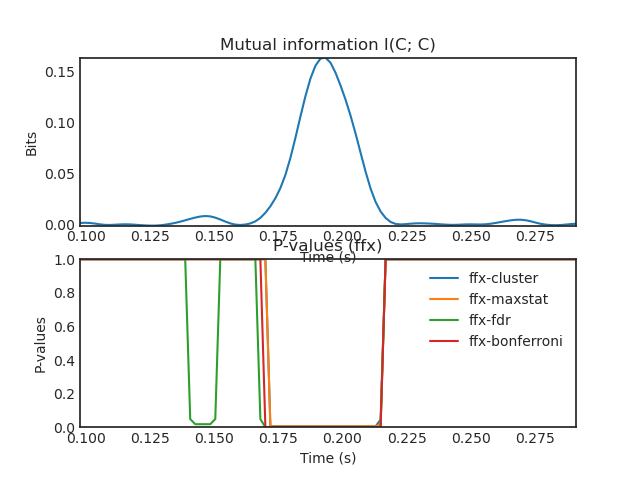 Mutual information I(C; C)
0.15
0.10
0.05
0.00
Bits
0.100 0.125 0.150 0.175 0.200 0.225 0.250 0.275
Time (s)
P-values (ffx)
1.0
0.8
0.6
0.4
0.2
0.0
P-values
ffx-cluster
ffx-maxstat
ffx-fdr
ffx-bonferroni
0.100 0.125 0.150 0.175 0.200 0.225 0.250 0.275
Time (s)